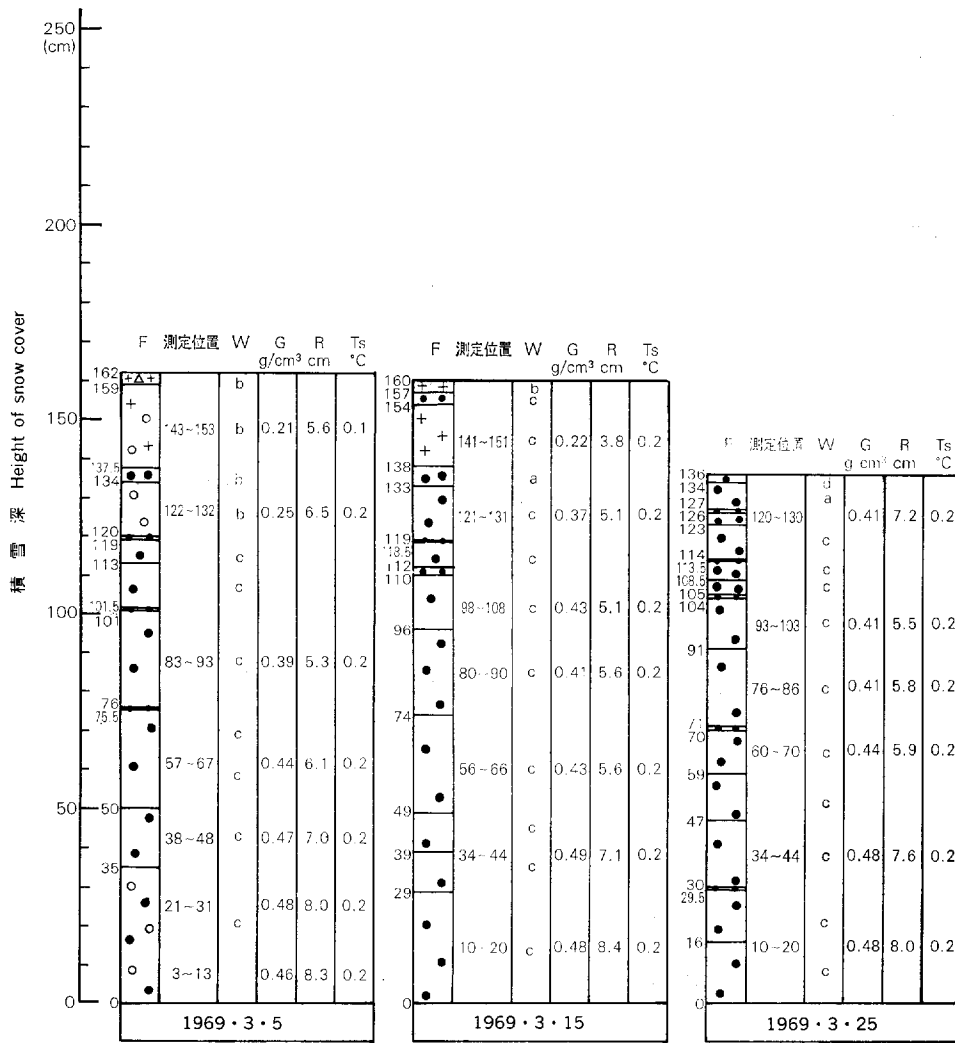 250
(cm)
200
150
100
50
0
積雪深 Height of snow cover
F 測定位置 W G R Ts
g/cm³ cm °C
162
159
b
143~153 b 0.21 5.6 0.1
137.5
134
b
122~132 b 0.25 6.5 0.2
120
119
c
113
c
101.5
101
83~93 c 0.39 5.3 0.2
76
75.5
c
57~67 0.44 6.1 0.2
c
50
38~48 c 0.47 7.0 0.2
35
21~31 0.48 8.0 0.2
c
3~13 0.46 8.3 0.2
0
1969・3・5
F 測定位置 W G R Ts
g/cm³ cm °C
160
b
157
c
154
141~151 c 0.22 3.8 0.2
138
a
133
121~131 c 0.37 5.1 0.2
119
118.5
c
112
110
98~108 c 0.43 5.1 0.2
96
80~90 c 0.41 5.6 0.2
74
56~66 c 0.43 5.6 0.2
49
c
39
34~44 0.49 7.1 0.2
c
29
10~20 c 0.48 8.4 0.2
0
1969・3・15
F 測定位置 W G R Ts
g cm³ cm °C
136
d
134
a
127
126
120~130 0.41 7.2 0.2
123
c
114
113.5
c
108.5
c
105
104
93~103 c 0.41 5.5 0.2
91
76~86 c 0.41 5.8 0.2
71
70
60~70 c 0.44 5.9 0.2
59
c
47
34~44 c 0.48 7.6 0.2
30
29.5
c
16
10~20 0.48 8.0 0.2
c
0
1969・3・25